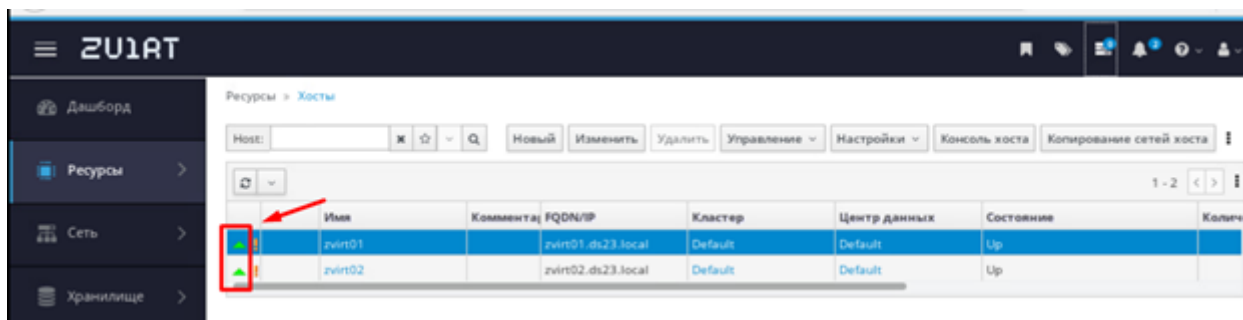 ZVIRT
Дашборд
Ресурсы
Сеть
Хранилище
Ресурсы » Хосты
Host:
Новый Изменить Удалить Управление Настройки Консоль хоста Копирование сетей хоста
1 - 2
Имя Коммента FQDN/IP Кластер Центр данных Состояние Колич
zvirt01 zvirt01.ds23.local Default Default Up
zvirt02 zvirt02.ds23.local Default Default Up